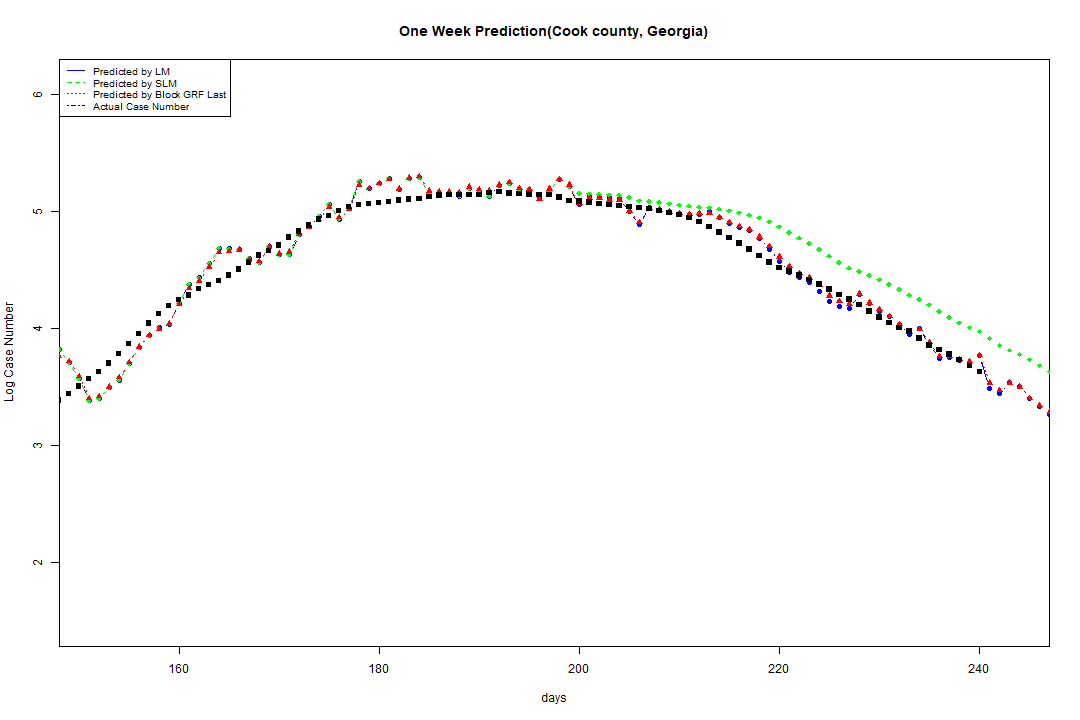 One Week Prediction(Cook county, Georgia)
Predicted by LM
Predicted by SLM
Predicted by Block GRF Last
Actual Case Number
6
5
4
3
2
Log Case Number
160 180 200 220 240
days